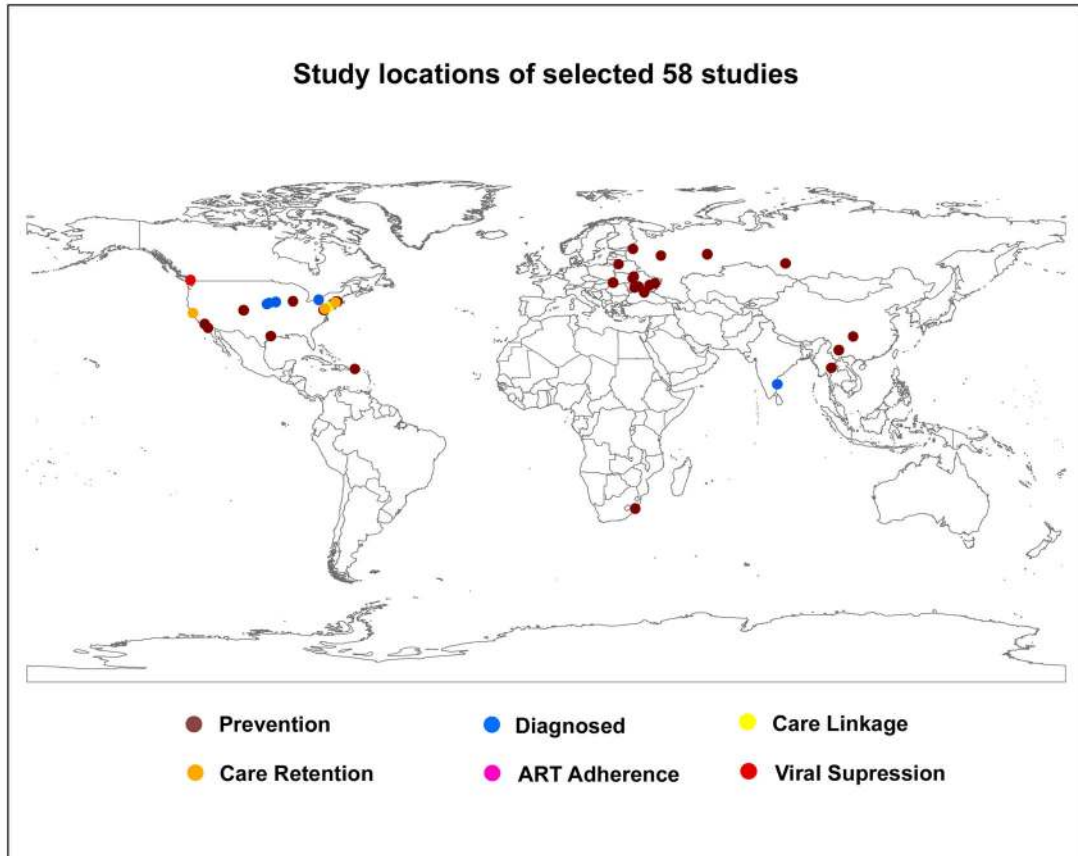 Study locations of selected 58 studies
Prevention
Diagnosed
Care Linkage
Care Retention
ART Adherence
Viral Supression